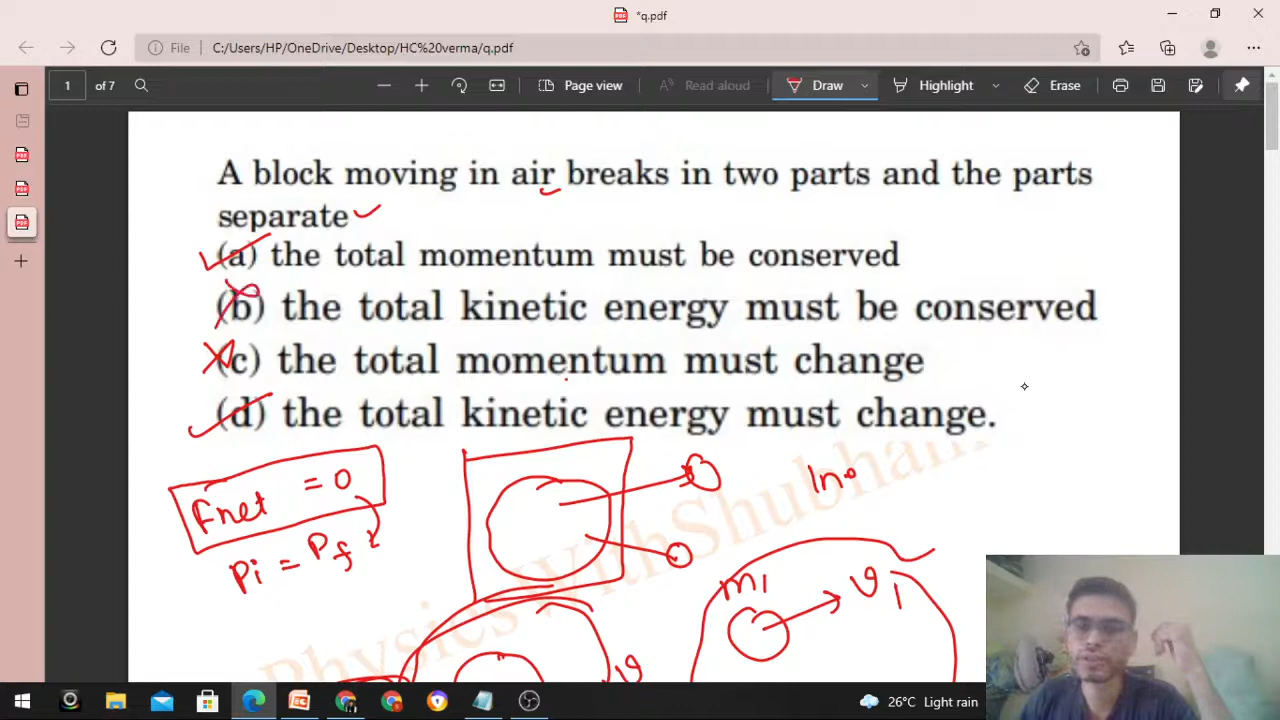 *q.pdf
File C:/Users/HP/OneDrive/Desktop/HC%20verma/q.pdf
1 of 7 Page view Read aloud Draw Highlight Erase
A block moving in air breaks in two parts and the parts
separate
(a) the total momentum must be conserved
(b) the total kinetic energy must be conserved
(c) the total momentum must change
(d) the total kinetic energy must change.
Fnet = 0
Pi = Pf
m1
v1
v
Physics WithShubham
26°C Light rain